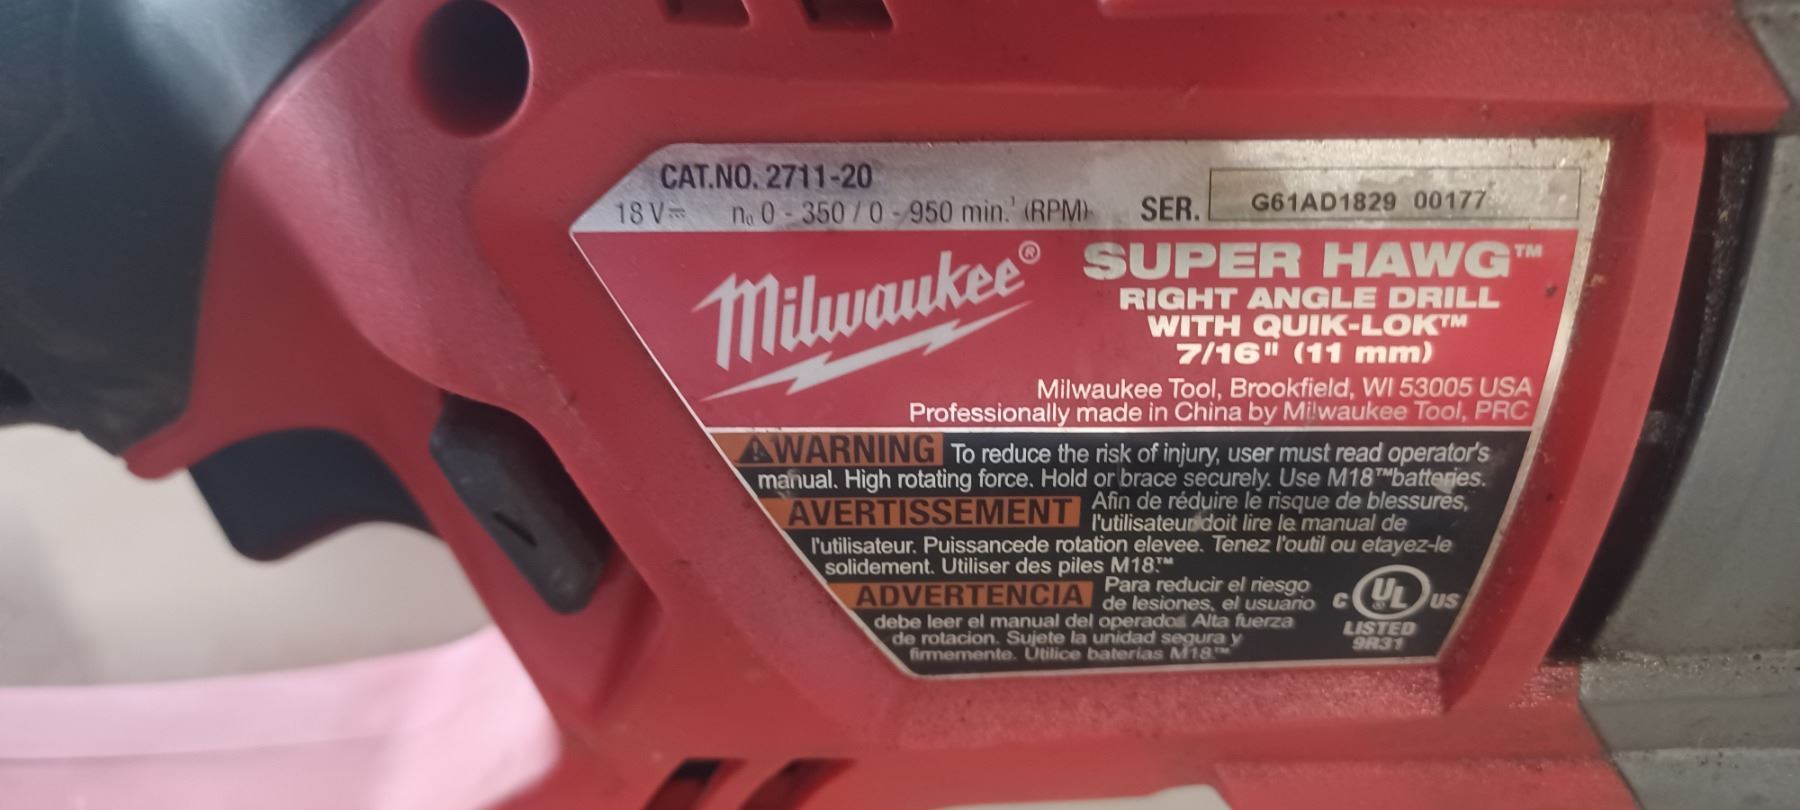 CAT.NO. 2711-20
18 V⎓ n₀ 0 - 350 / 0 - 950 min.⁻¹ (RPM)
SER. G61AD1829 00177
Milwaukee®
SUPER HAWG™
RIGHT ANGLE DRILL
WITH QUIK-LOK™
7/16" (11 mm)
Milwaukee Tool, Brookfield, WI 53005 USA
Professionally made in China by Milwaukee Tool, PRC
⚠WARNING To reduce the risk of injury, user must read operator's
manual. High rotating force. Hold or brace securely. Use M18™batteries.
AVERTISSEMENT Afin de réduire le risque de blessures,
l'utilisateur doit lire le manual de
l'utilisateur. Puissancede rotation elevee. Tenez l'outil ou etayez-le
solidement. Utiliser des piles M18.™
ADVERTENCIA Para reducir el riesgo
de lesiones, el usuario
debe leer el manual del operador. Alta fuerza
de rotacion. Sujete la unidad segura y
firmemente. Utilice baterías M18.™
C UL® US
LISTED
9R31